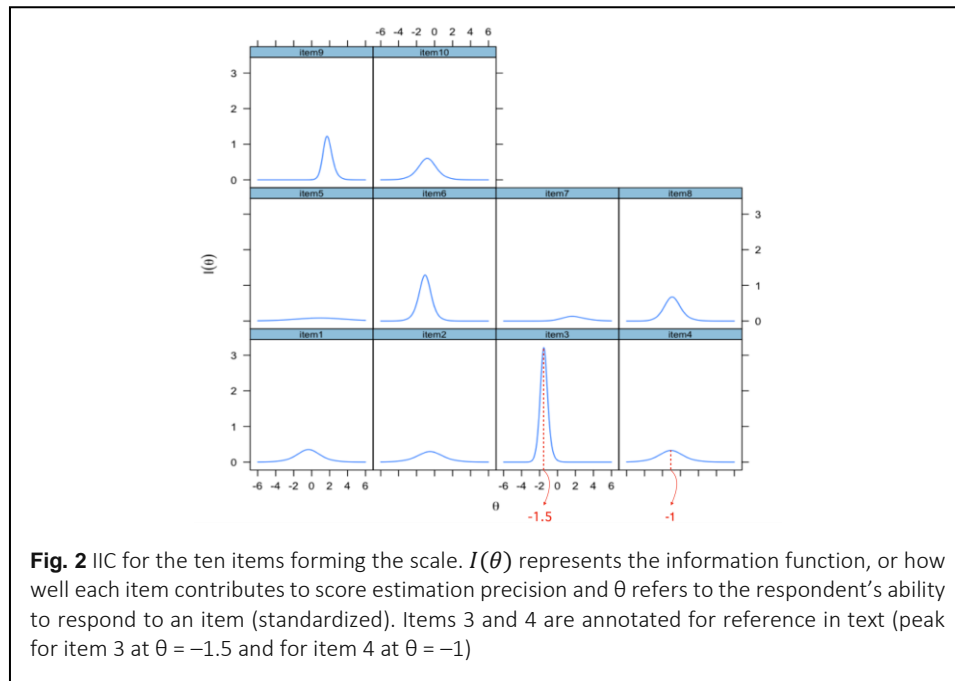 -6 -4 -2 0 2 4 6
item9 item10
3
2
1
0
item5 item6 item7 item8
3
2
1
0
I(θ)
item1 item2 item3 item4
3
2
1
0
-6 -4 -2 0 2 4 6 -6 -4 -2 0 2 4 6
θ
-1.5 -1
Fig. 2 IIC for the ten items forming the scale. I(θ) represents the information function, or how
well each item contributes to score estimation precision and θ refers to the respondent's ability
to respond to an item (standardized). Items 3 and 4 are annotated for reference in text (peak
for item 3 at θ = –1.5 and for item 4 at θ = –1)